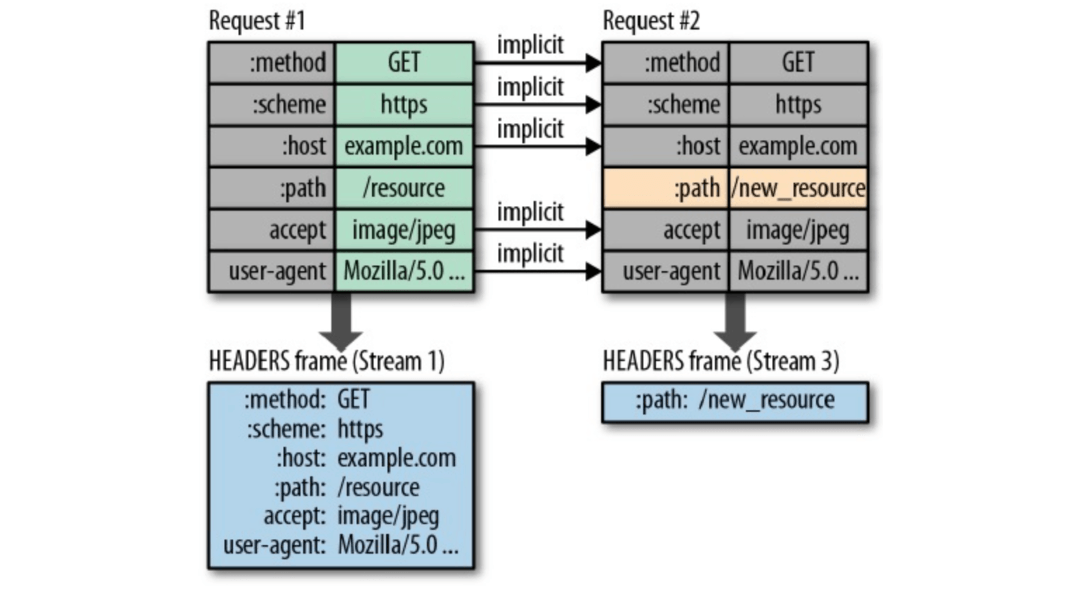 Request #1
:method GET
:scheme https
:host example.com
:path /resource
accept image/jpeg
user-agent Mozilla/5.0 ...
implicit
implicit
implicit
implicit
implicit
Request #2
:method GET
:scheme https
:host example.com
:path /new_resource
accept image/jpeg
user-agent Mozilla/5.0 ...
HEADERS frame (Stream 1)
:method: GET
:scheme: https
:host: example.com
:path: /resource
accept: image/jpeg
user-agent: Mozilla/5.0 ...
HEADERS frame (Stream 3)
:path: /new_resource